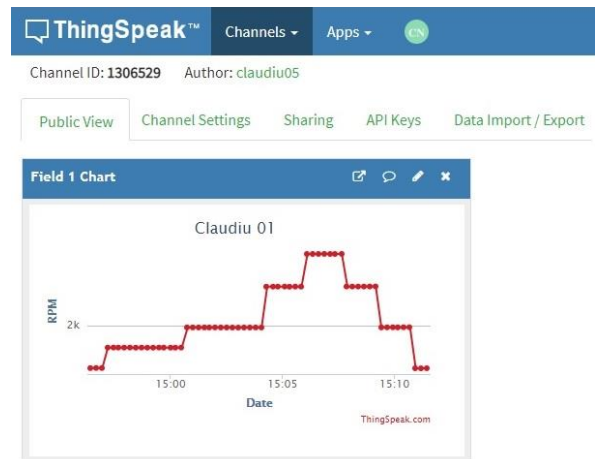 ThingSpeak™ Channels Apps CN
Channel ID: 1306529 Author: claudiu05
Public View Channel Settings Sharing API Keys Data Import / Export
Field 1 Chart
Claudiu 01
RPM
2k
15:00 15:05 15:10
Date
ThingSpeak.com